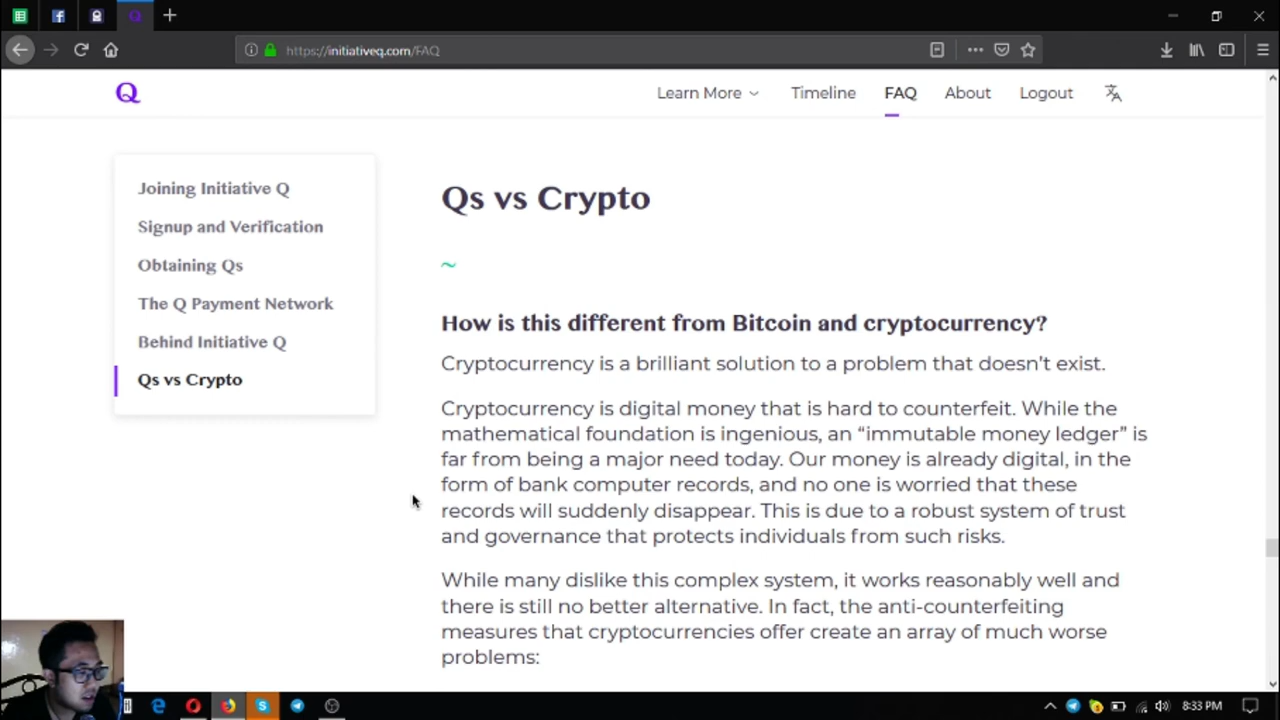 https://initiativeq.com/FAQ
Q
Learn More
Timeline
FAQ
About
Logout
Joining Initiative Q
Signup and Verification
Obtaining Qs
The Q Payment Network
Behind Initiative Q
Qs vs Crypto
Qs vs Crypto
~
How is this different from Bitcoin and cryptocurrency?
Cryptocurrency is a brilliant solution to a problem that doesn’t exist.
Cryptocurrency is digital money that is hard to counterfeit. While the
mathematical foundation is ingenious, an “immutable money ledger” is
far from being a major need today. Our money is already digital, in the
form of bank computer records, and no one is worried that these
records will suddenly disappear. This is due to a robust system of trust
and governance that protects individuals from such risks.
While many dislike this complex system, it works reasonably well and
there is still no better alternative. In fact, the anti-counterfeiting
measures that cryptocurrencies offer create an array of much worse
problems:
8:33 PM